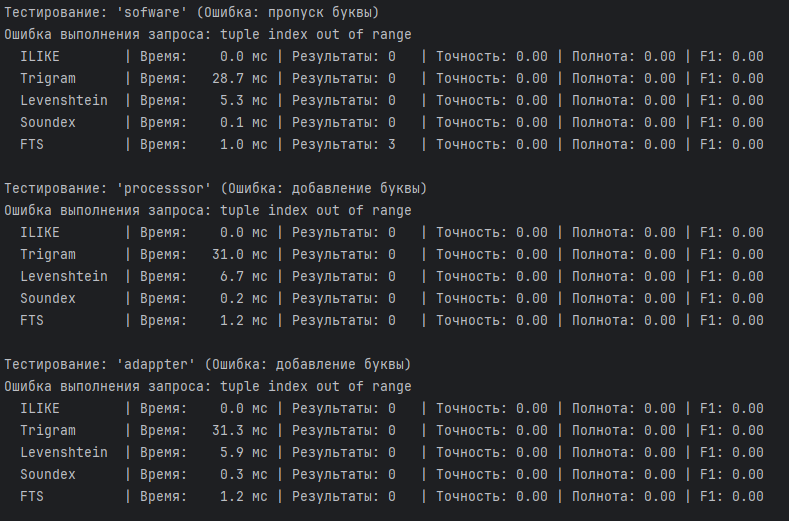 Тестирование: 'sofware' (Ошибка: пропуск буквы)
Ошибка выполнения запроса: tuple index out of range
ILIKE | Время: 0.0 мс | Результаты: 0 | Точность: 0.00 | Полнота: 0.00 | F1: 0.00
Trigram | Время: 28.7 мс | Результаты: 0 | Точность: 0.00 | Полнота: 0.00 | F1: 0.00
Levenshtein | Время: 5.3 мс | Результаты: 0 | Точность: 0.00 | Полнота: 0.00 | F1: 0.00
Soundex | Время: 0.1 мс | Результаты: 0 | Точность: 0.00 | Полнота: 0.00 | F1: 0.00
FTS | Время: 1.0 мс | Результаты: 3 | Точность: 0.00 | Полнота: 0.00 | F1: 0.00
Тестирование: 'processsor' (Ошибка: добавление буквы)
Ошибка выполнения запроса: tuple index out of range
ILIKE | Время: 0.0 мс | Результаты: 0 | Точность: 0.00 | Полнота: 0.00 | F1: 0.00
Trigram | Время: 31.0 мс | Результаты: 0 | Точность: 0.00 | Полнота: 0.00 | F1: 0.00
Levenshtein | Время: 6.7 мс | Результаты: 0 | Точность: 0.00 | Полнота: 0.00 | F1: 0.00
Soundex | Время: 0.2 мс | Результаты: 0 | Точность: 0.00 | Полнота: 0.00 | F1: 0.00
FTS | Время: 1.2 мс | Результаты: 0 | Точность: 0.00 | Полнота: 0.00 | F1: 0.00
Тестирование: 'adappter' (Ошибка: добавление буквы)
Ошибка выполнения запроса: tuple index out of range
ILIKE | Время: 0.0 мс | Результаты: 0 | Точность: 0.00 | Полнота: 0.00 | F1: 0.00
Trigram | Время: 31.3 мс | Результаты: 0 | Точность: 0.00 | Полнота: 0.00 | F1: 0.00
Levenshtein | Время: 5.9 мс | Результаты: 0 | Точность: 0.00 | Полнота: 0.00 | F1: 0.00
Soundex | Время: 0.3 мс | Результаты: 0 | Точность: 0.00 | Полнота: 0.00 | F1: 0.00
FTS | Время: 1.2 мс | Результаты: 0 | Точность: 0.00 | Полнота: 0.00 | F1: 0.00